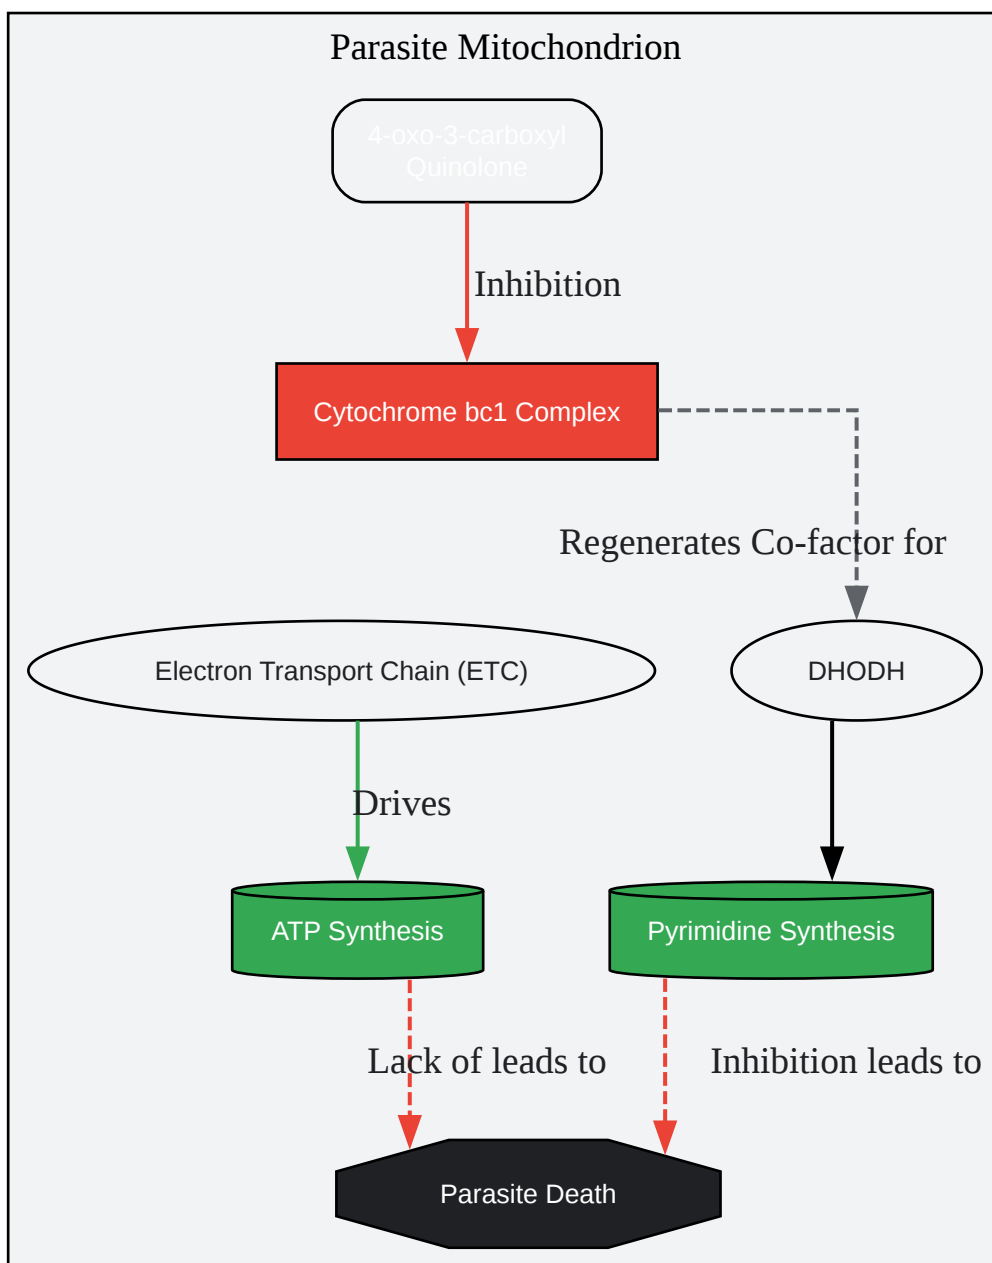 Parasite Mitochondrion
4-oxo-3-carboxyl
Quinolone
Inhibition
Cytochrome bc1 Complex
Regenerates Co-factor for
Electron Transport Chain (ETC)
DHODH
Drives
ATP Synthesis
Pyrimidine Synthesis
Lack of leads to
Inhibition leads to
Parasite Death